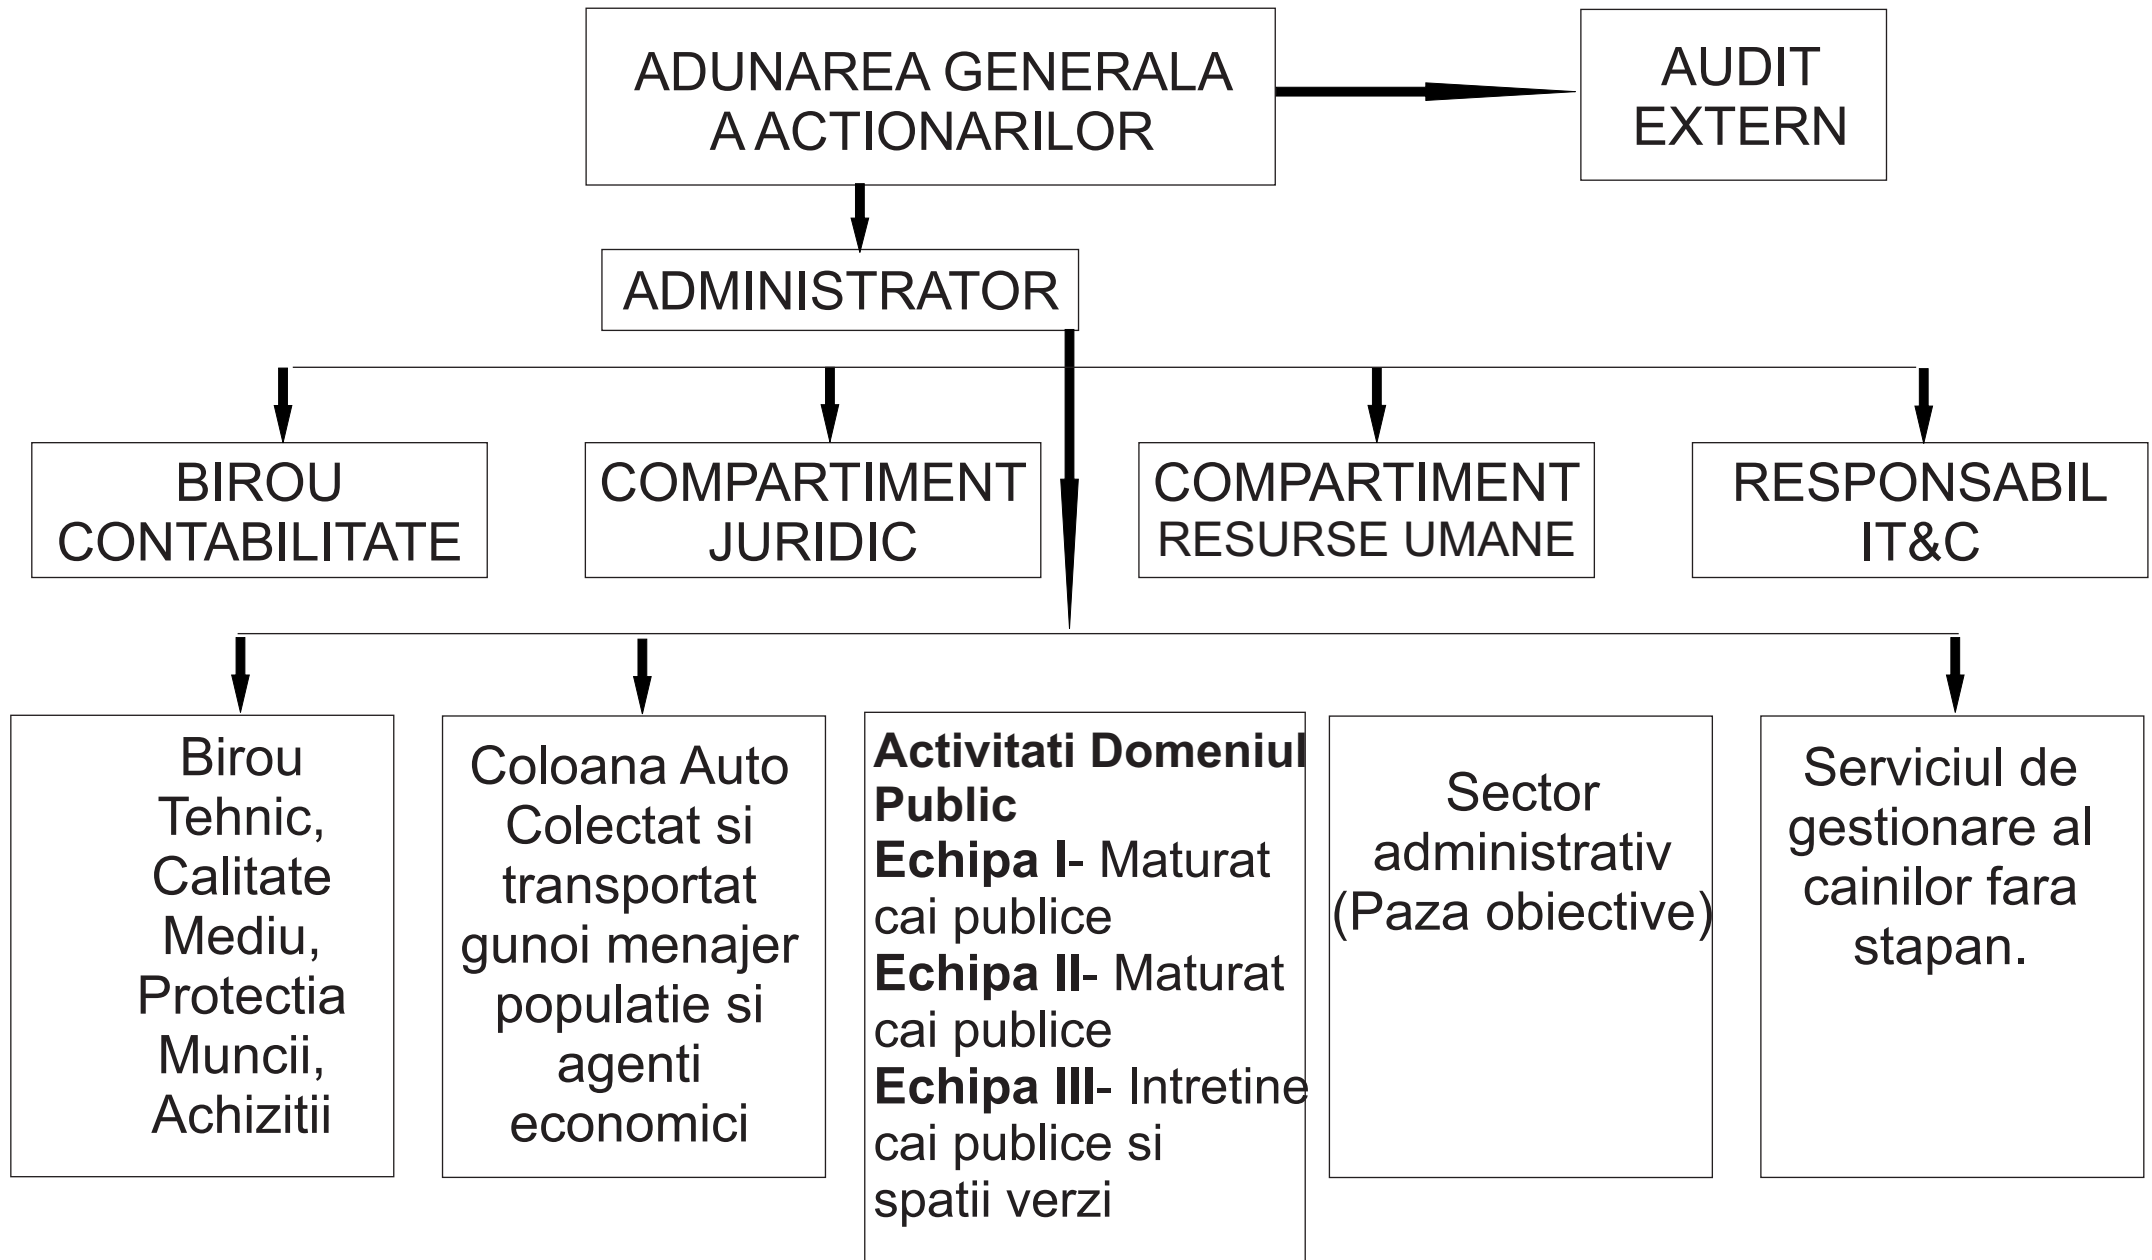 ADUNAREA GENERALA
A ACTIONARILOR
AUDIT
EXTERN
ADMINISTRATOR
BIROU
CONTABILITATE
COMPARTIMENT
JURIDIC
COMPARTIMENT
RESURSE UMANE
RESPONSABIL
IT&C
Birou
Tehnic,
Calitate
Mediu,
Protectia
Muncii,
Achizitii
Coloana Auto
Colectat si
transportat
gunoi menajer
populatie si
agenti
economici
Activitati Domeniul
Public
Echipa I- Maturat
cai publice
Echipa II- Maturat
cai publice
Echipa III- Intretine
cai publice si
spatii verzi
Sector
administrativ
(Paza obiective)
Serviciul de
gestionare al
cainilor fara
stapan.